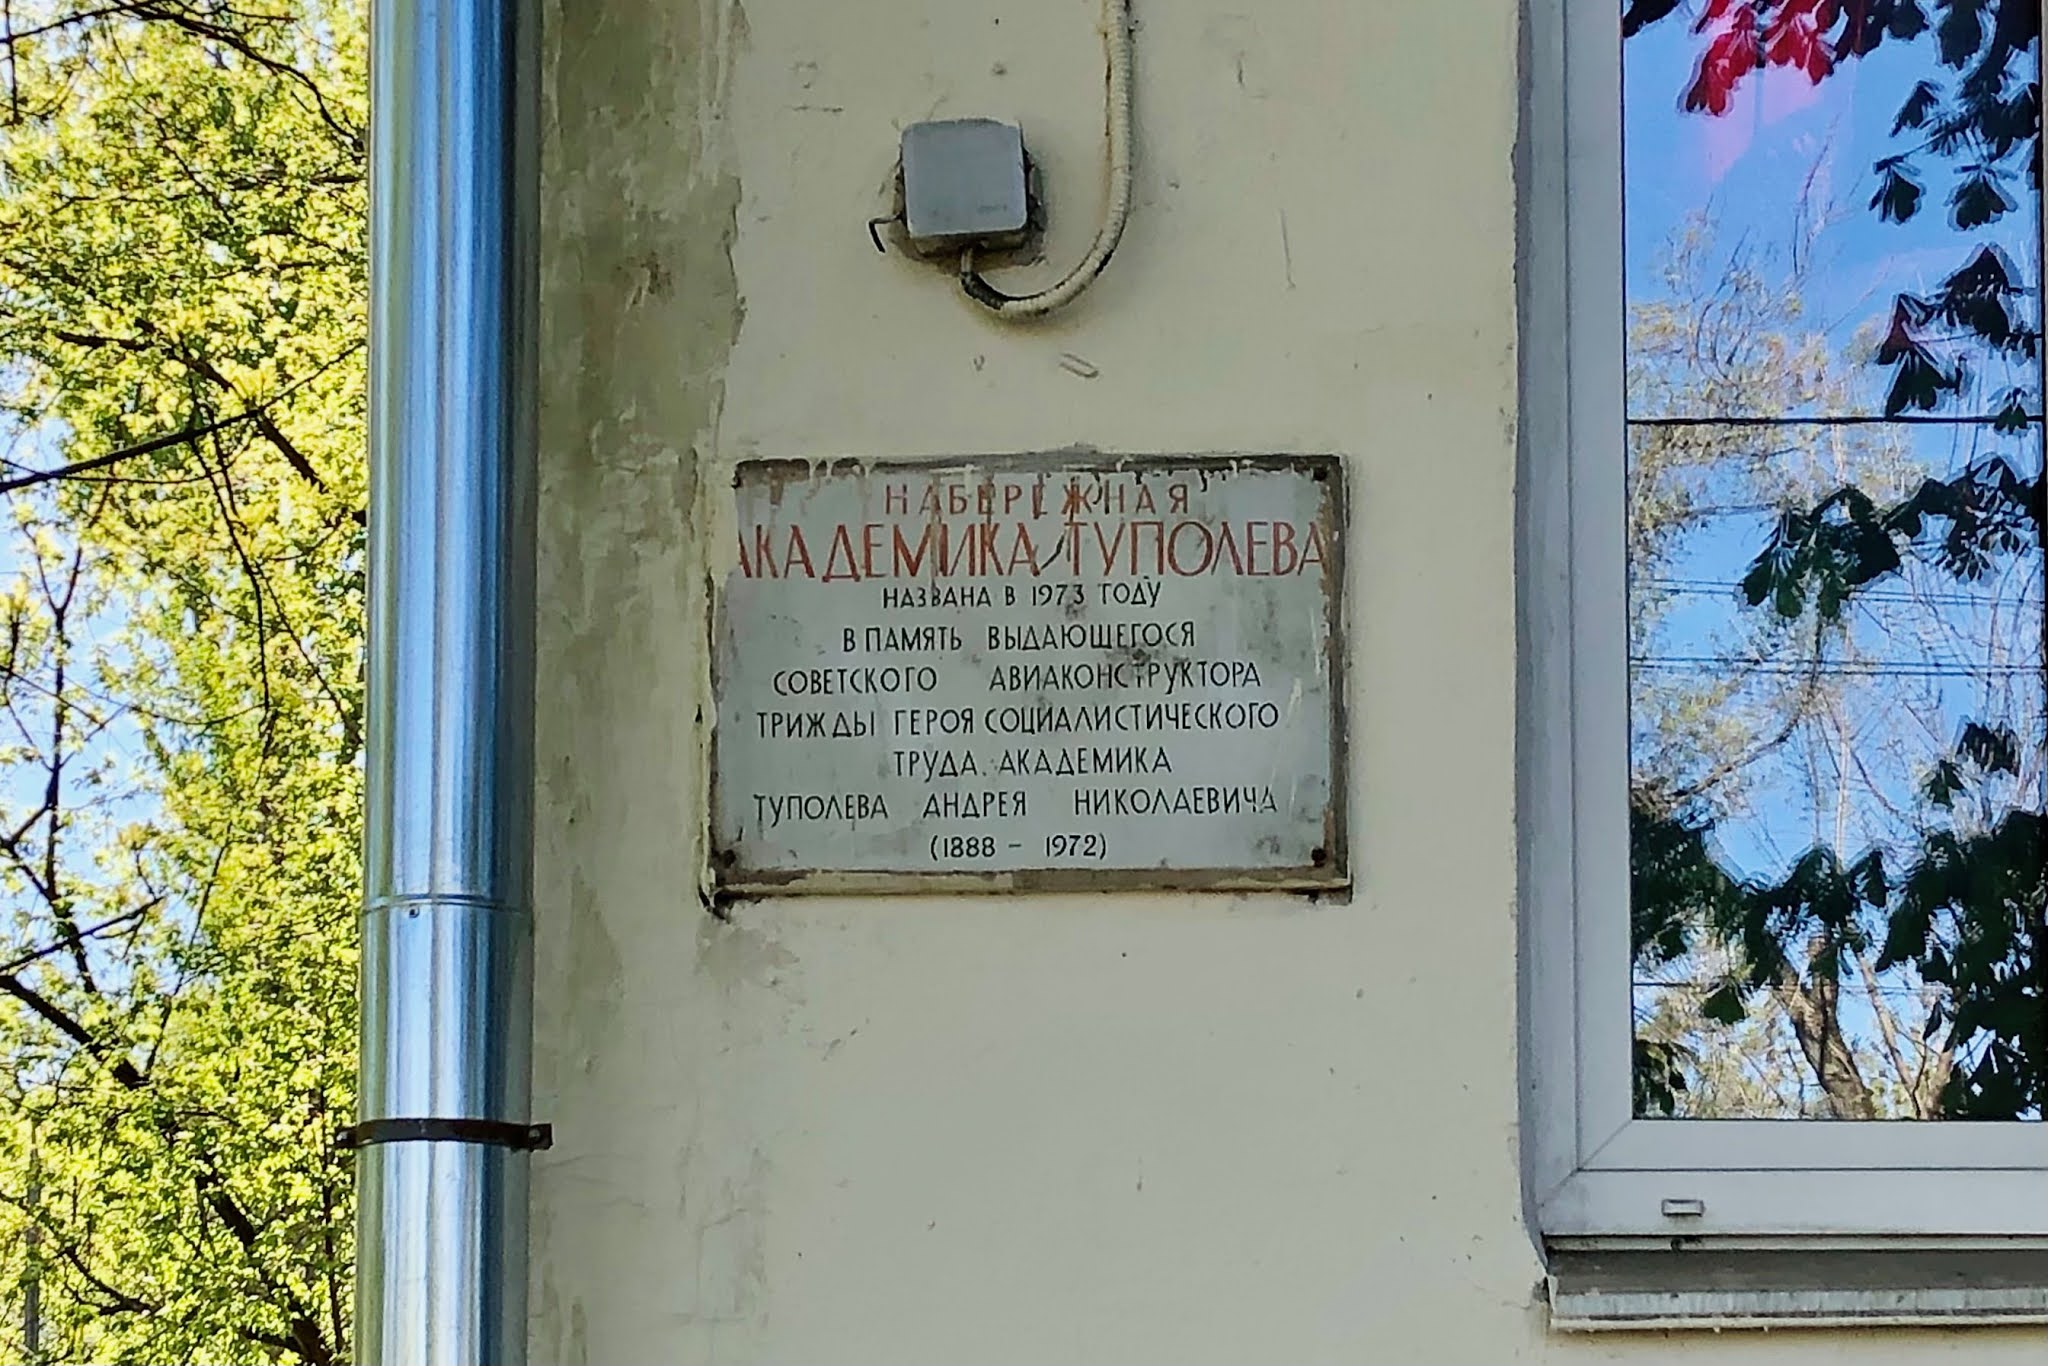 НАБЕРЕЖНАЯ
АКАДЕМИКА ТУПОЛЕВА
НАЗВАНА В 1973 ГОДУ
В ПАМЯТЬ ВЫДАЮЩЕГОСЯ
СОВЕТСКОГО АВИАКОНСТРУКТОРА
ТРИЖДЫ ГЕРОЯ СОЦИАЛИСТИЧЕСКОГО
ТРУДА, АКАДЕМИКА
ТУПОЛЕВА АНДРЕЯ НИКОЛАЕВИЧА
(1888 - 1972)